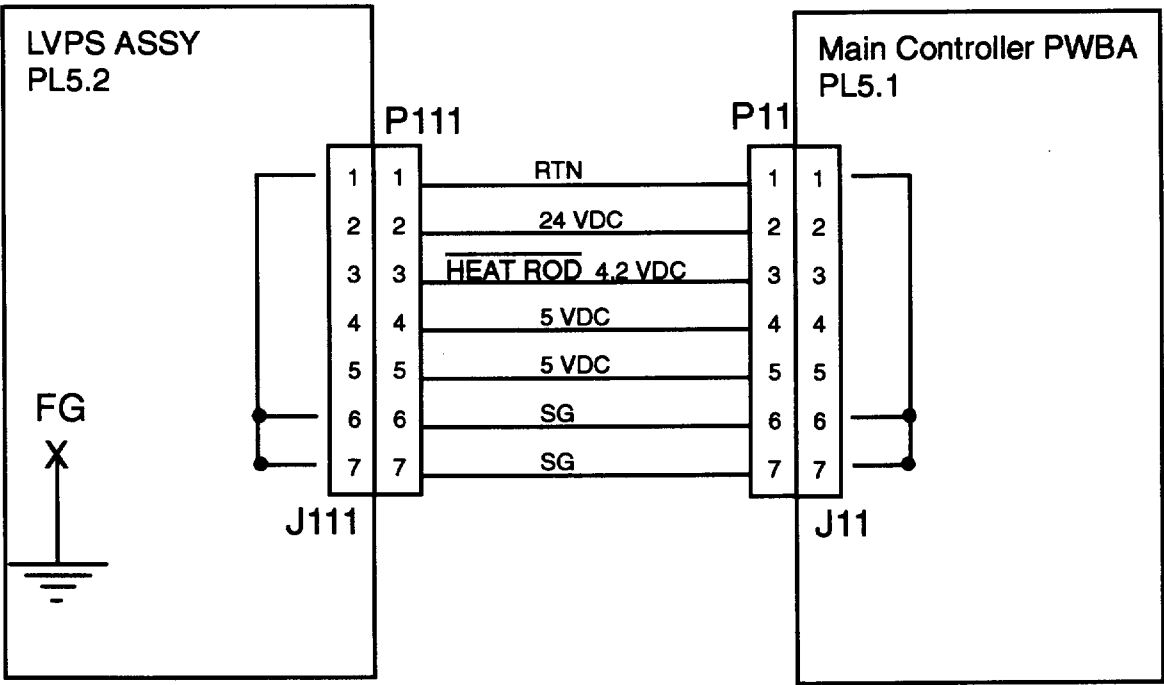 LVPS ASSY
PL5.2
Main Controller PWBA
PL5.1
P111
P11
1 1 RTN 1 1
2 2 24 VDC 2 2
3 3 HEAT ROD 4.2 VDC 3 3
4 4 5 VDC 4 4
5 5 5 VDC 5 5
6 6 SG 6 6
7 7 SG 7 7
FG
X
J111
J11